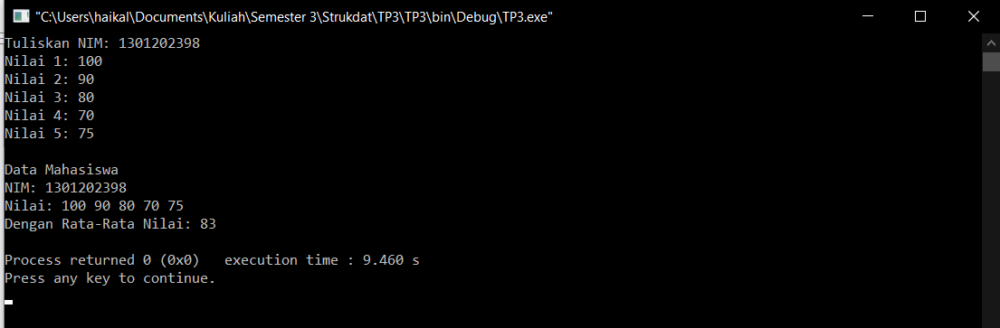 "C:\Users\haikal\Documents\Kuliah\Semester 3\Strukdat\TP3\TP3\bin\Debug\TP3.exe"
Tuliskan NIM: 1301202398
Nilai 1: 100
Nilai 2: 90
Nilai 3: 80
Nilai 4: 70
Nilai 5: 75
Data Mahasiswa
NIM: 1301202398
Nilai: 100 90 80 70 75
Dengan Rata-Rata Nilai: 83
Process returned 0 (0x0)   execution time : 9.460 s
Press any key to continue.